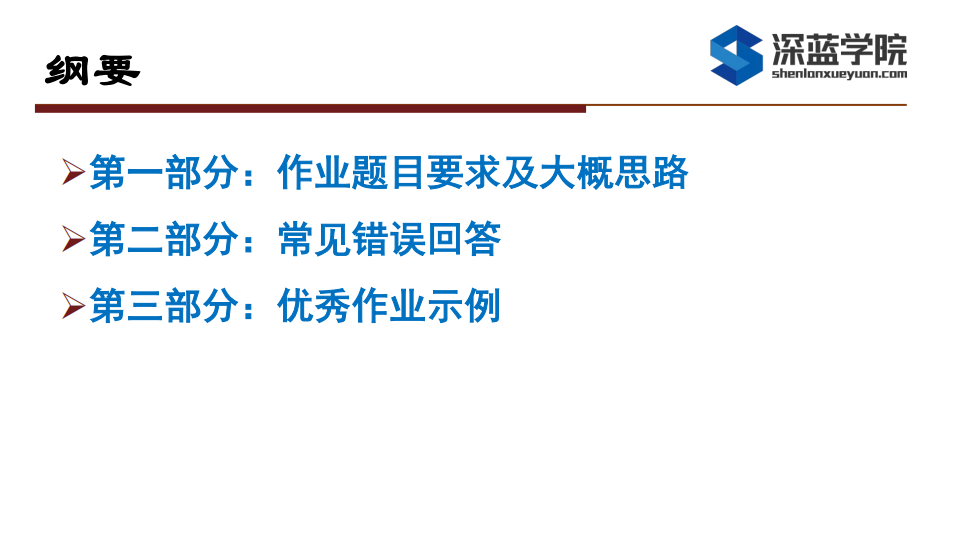 纲要
深蓝学院
shenlanxueyuan.com
第一部分：作业题目要求及大概思路
第二部分：常见错误回答
第三部分：优秀作业示例